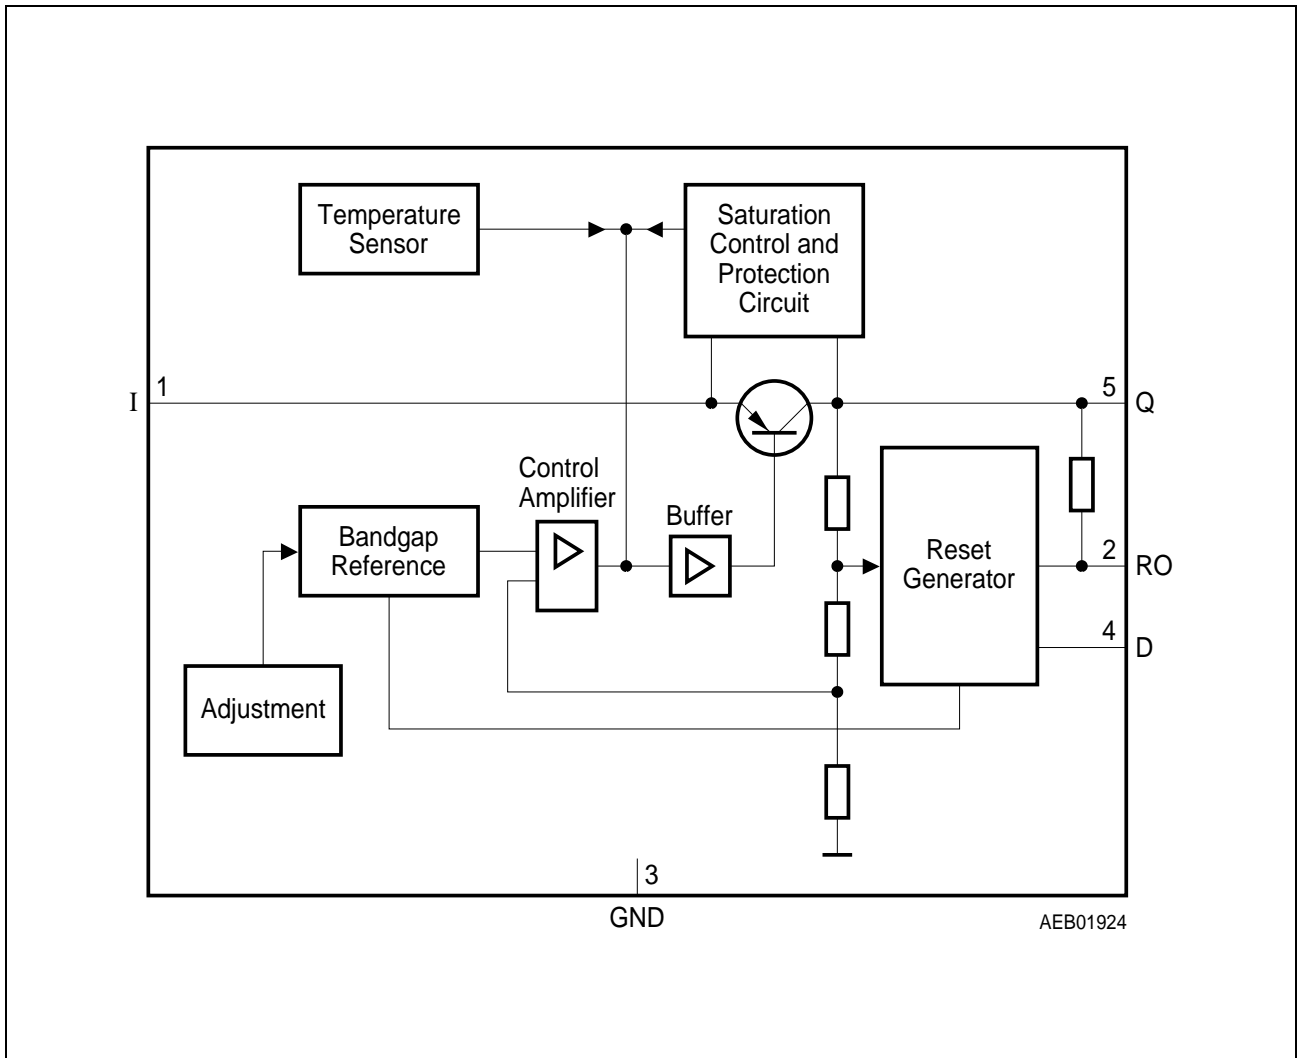 Temperature
Sensor
Saturation
Control and
Protection
Circuit
I
1
5
Q
Control
Amplifier
Buffer
Bandgap
Reference
Reset
Generator
2
RO
4
D
Adjustment
3
GND
AEB01924